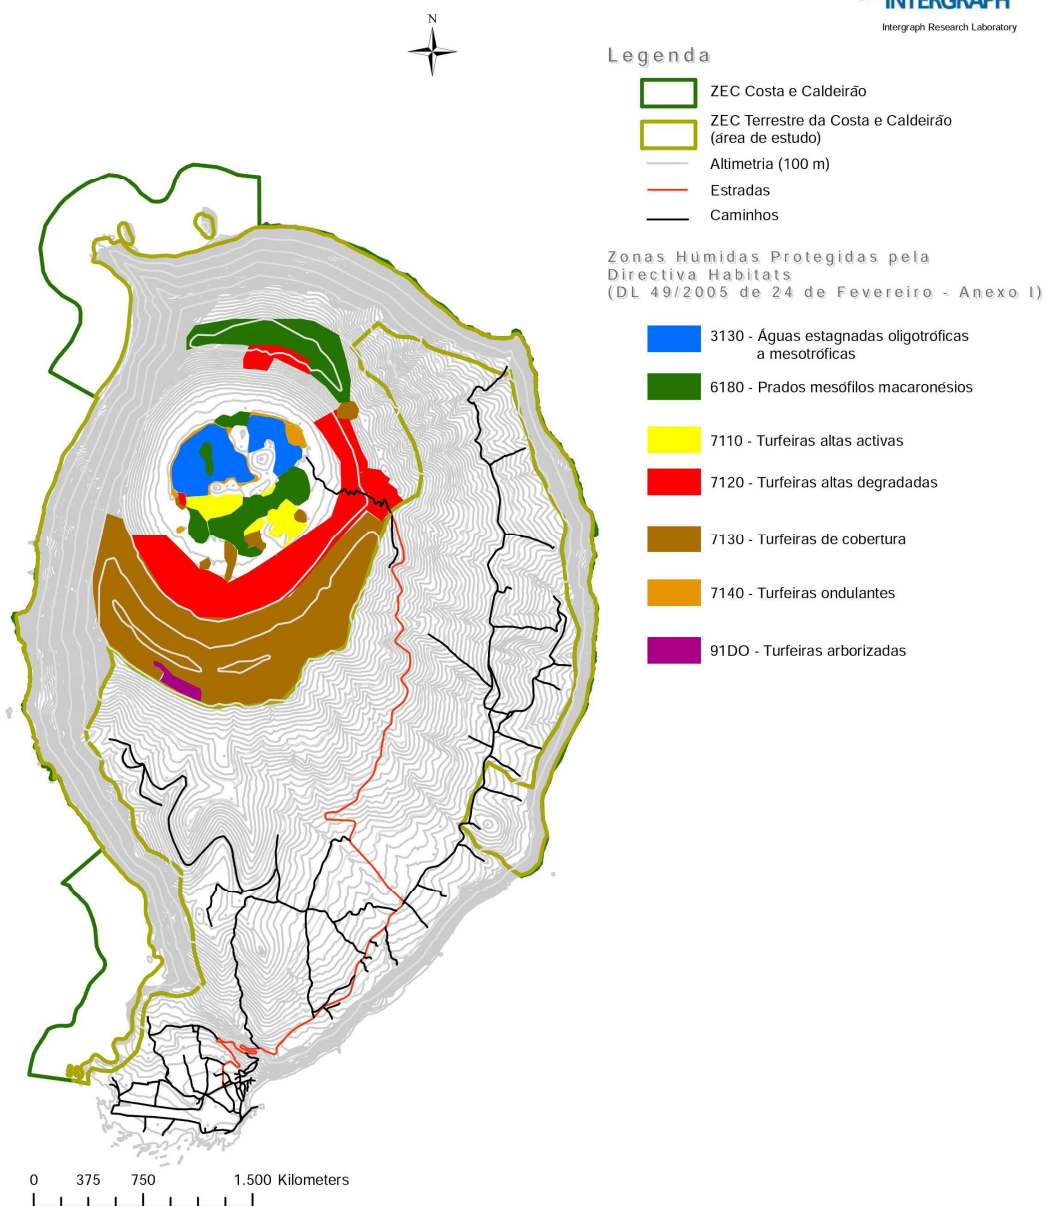 INTERGRAPH
Intergraph Research Laboratory
N
Legenda
ZEC Costa e Caldeirão
ZEC Terrestre da Costa e Caldeirão
(área de estudo)
Altimetria (100 m)
Estradas
Caminhos
Zonas Húmidas Protegidas pela
Directiva Habitats
(DL 49/2005 de 24 de Fevereiro - Anexo I)
3130 - Águas estagnadas oligotróficas
a mesotróficas
6180 - Prados mesófilos macaronésios
7110 - Turfeiras altas activas
7120 - Turfeiras altas degradadas
7130 - Turfeiras de cobertura
7140 - Turfeiras ondulantes
91DO - Turfeiras arborizadas
0 375 750 1.500 Kilometers